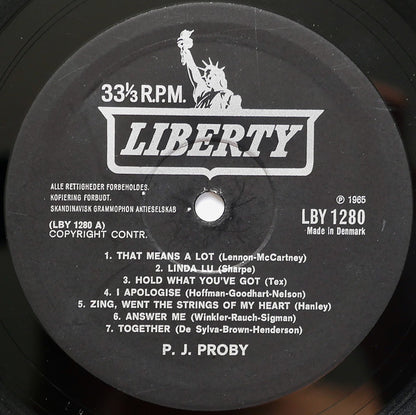 33⅓ R.P.M.
LIBERTY
ALLE RETTIGHEDER FORBEHOLDES.
KOPIERING FORBUDT.
SKANDINAVISK GRAMMOPHON AKTIESELSKAB
(LBY 1280 A)
COPYRIGHT CONTR.
Ⓟ 1965
LBY 1280
Made in Denmark
1. THAT MEANS A LOT (Lennon-McCartney)
2. LINDA LU (Sharpe)
3. HOLD WHAT YOU'VE GOT (Tex)
4. I APOLOGISE (Hoffman-Goodhart-Nelson)
5. ZING, WENT THE STRINGS OF MY HEART (Hanley)
6. ANSWER ME (Winkler-Rauch-Sigman)
7. TOGETHER (De Sylva-Brown-Henderson)
P. J. PROBY